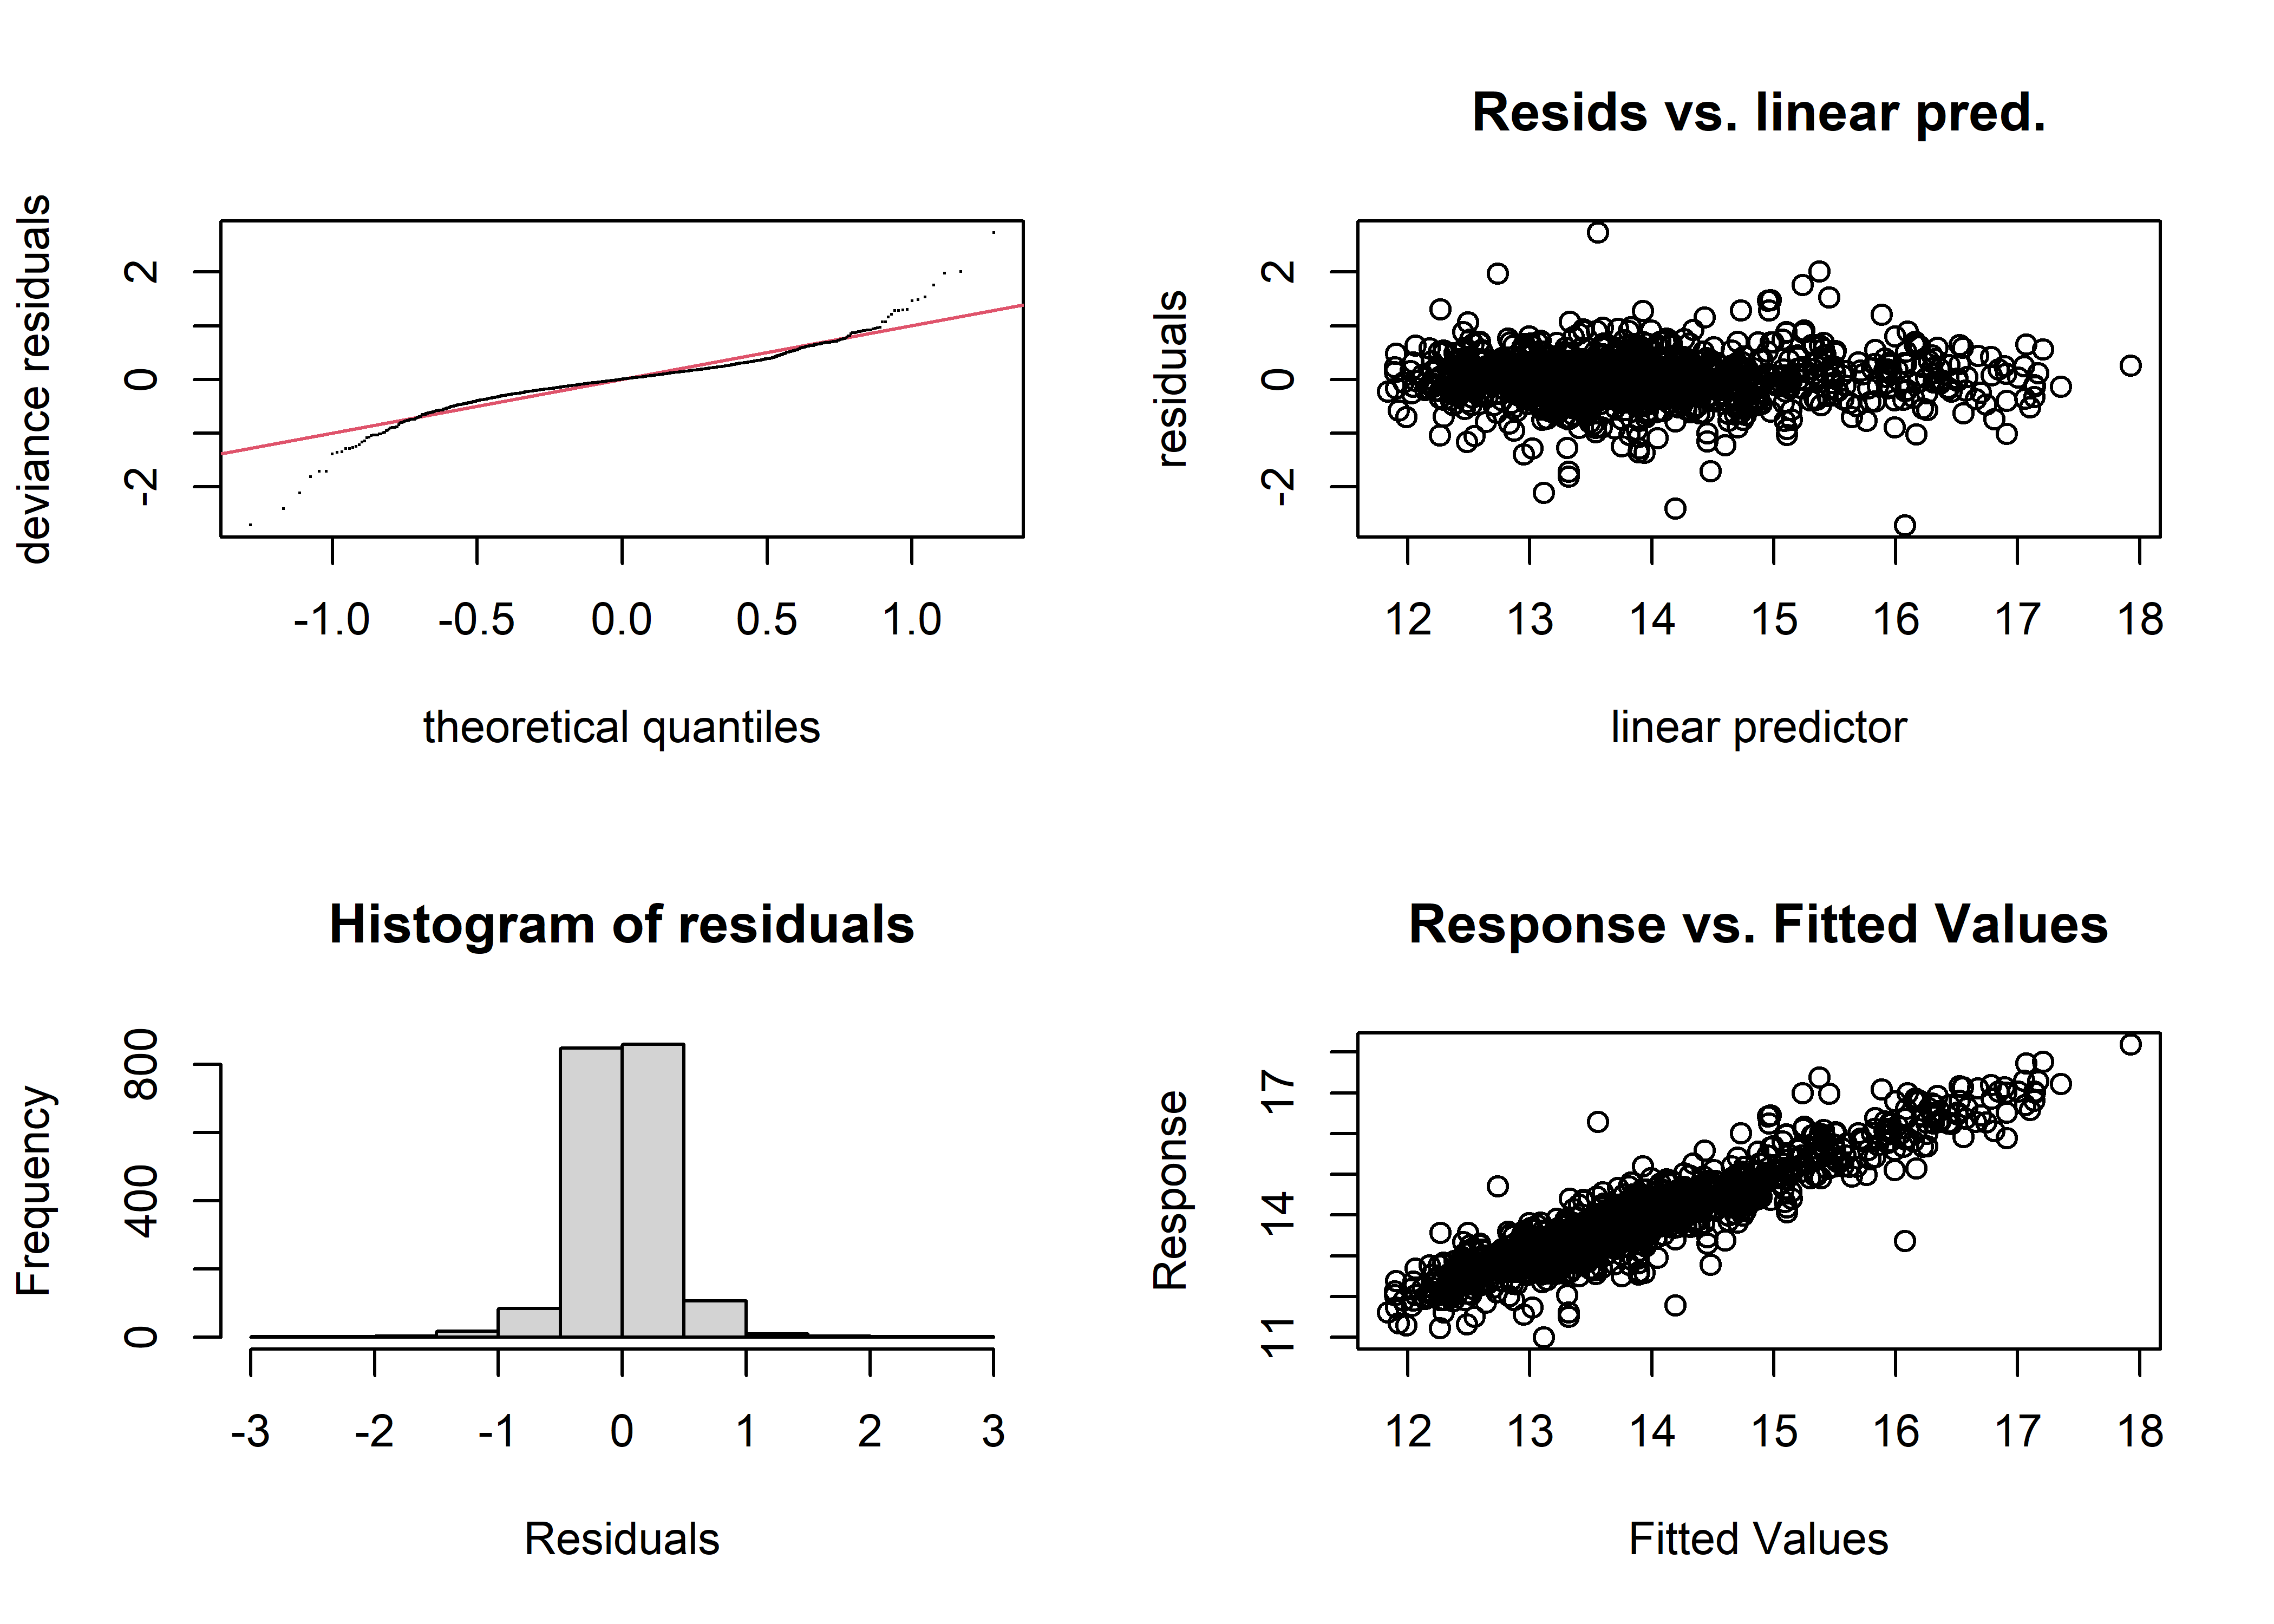 deviance residuals
2
0
-2
-1.0 -0.5 0.0 0.5 1.0
theoretical quantiles
Resids vs. linear pred.
residuals
2
0
-2
12 13 14 15 16 17 18
linear predictor
Histogram of residuals
Frequency
800
400
0
-3 -2 -1 0 1 2 3
Residuals
Response vs. Fitted Values
Response
17
14
11
12 13 14 15 16 17 18
Fitted Values